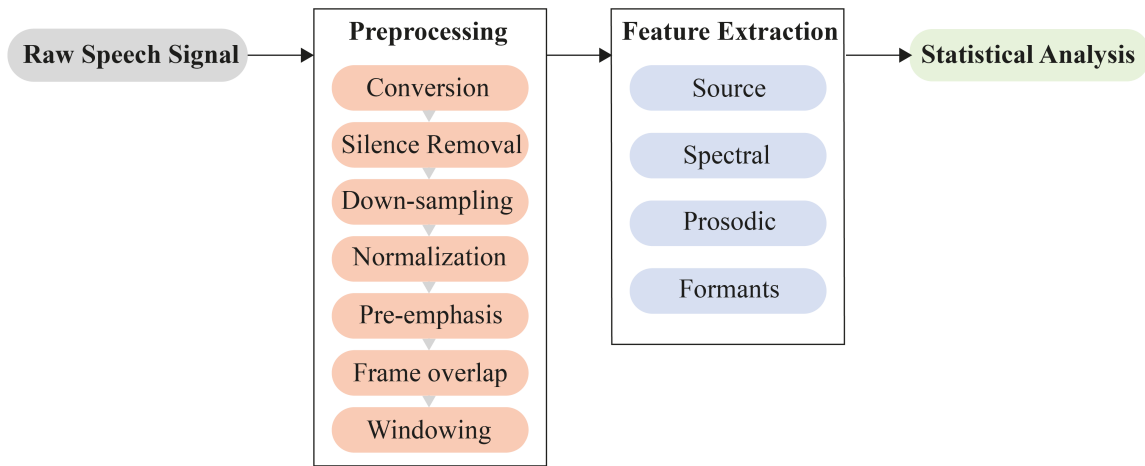 Raw Speech Signal
Preprocessing
Conversion
Silence Removal
Down-sampling
Normalization
Pre-emphasis
Frame overlap
Windowing
Feature Extraction
Source
Spectral
Prosodic
Formants
Statistical Analysis